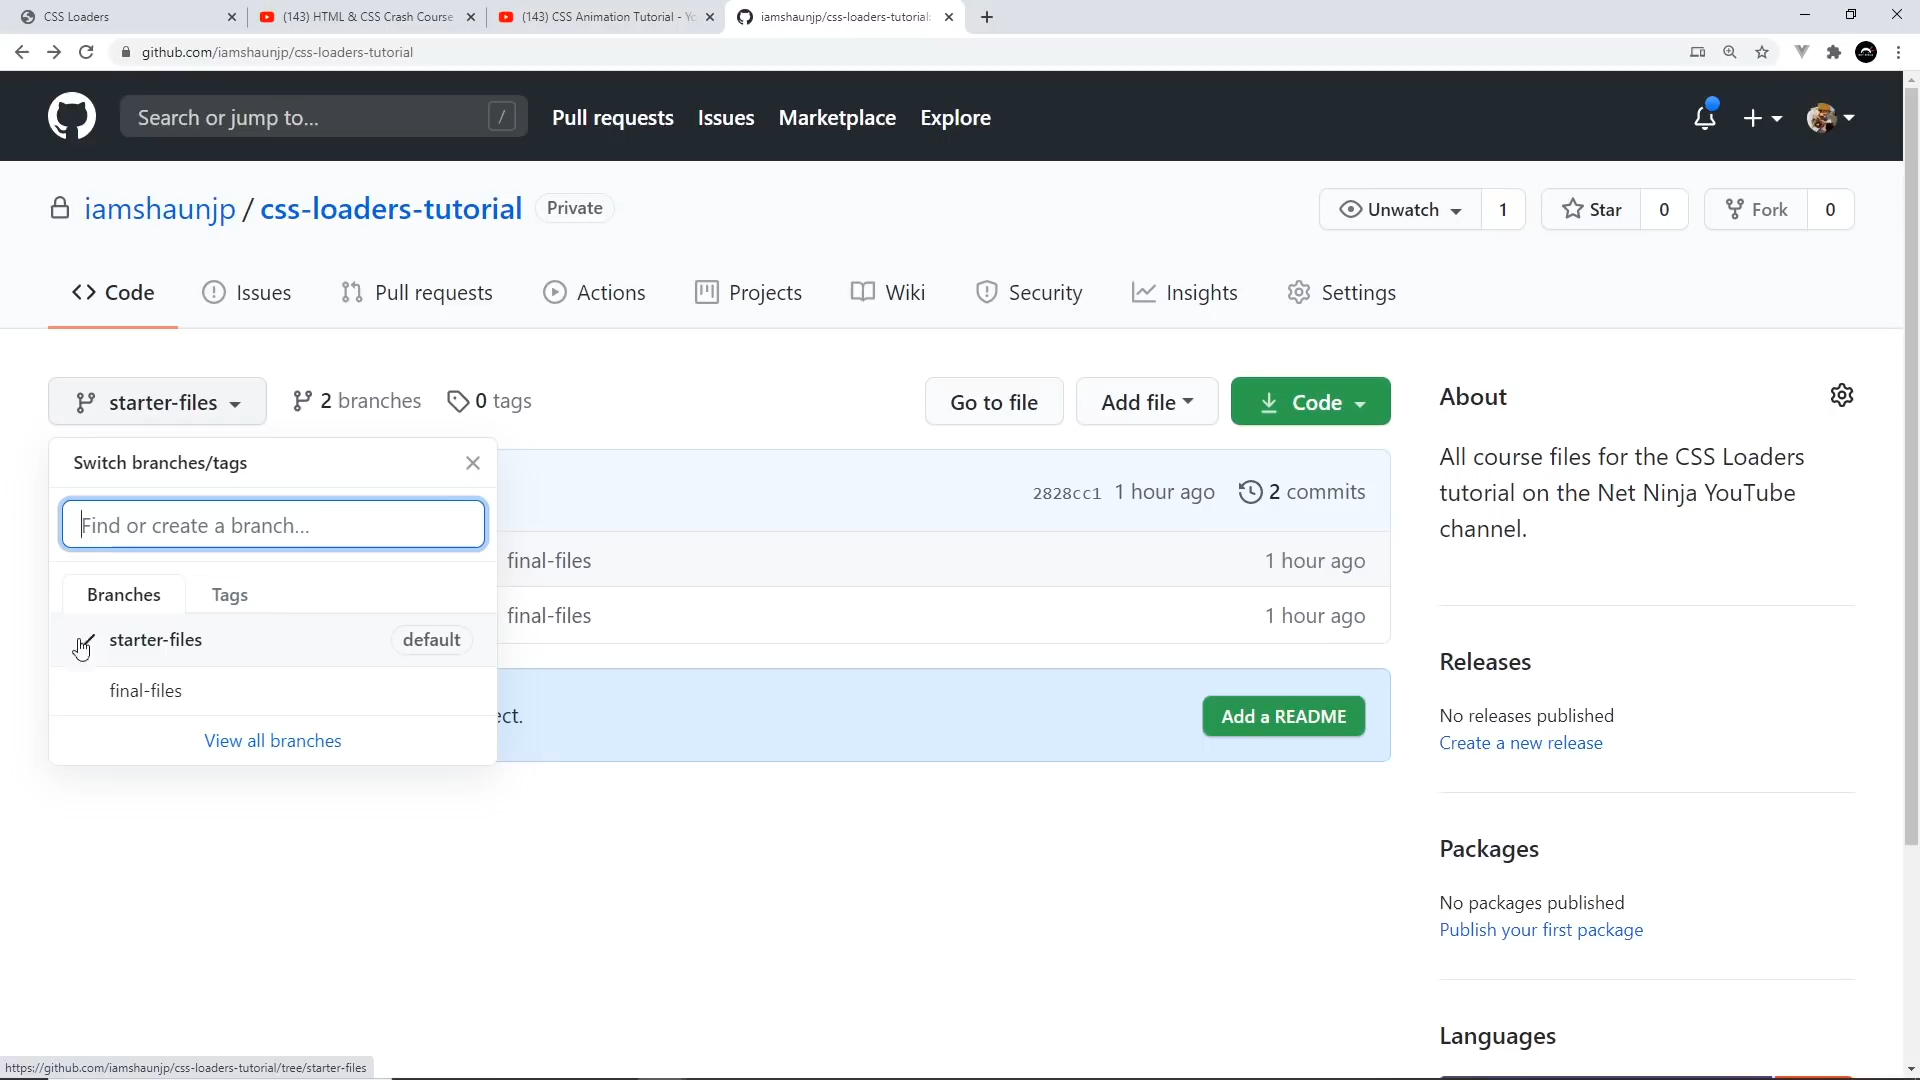 CSS Loaders
(143) HTML & CSS Crash Course
(143) CSS Animation Tutorial - Yo
iamshaunjp/css-loaders-tutorial:
github.com/iamshaunjp/css-loaders-tutorial
Search or jump to...
/
Pull requests
Issues
Marketplace
Explore
iamshaunjp / css-loaders-tutorial
Private
Unwatch
1
Star
0
Fork
0
Code
Issues
Pull requests
Actions
Projects
Wiki
Security
Insights
Settings
starter-files
2 branches
0 tags
Go to file
Add file
Code
Switch branches/tags
Find or create a branch...
Branches
Tags
starter-files
default
final-files
View all branches
2828cc1 1 hour ago
2 commits
final-files
1 hour ago
final-files
1 hour ago
ect.
Add a README
About
All course files for the CSS Loaders
tutorial on the Net Ninja YouTube
channel.
Releases
No releases published
Create a new release
Packages
No packages published
Publish your first package
Languages
https://github.com/iamshaunjp/css-loaders-tutorial/tree/starter-files